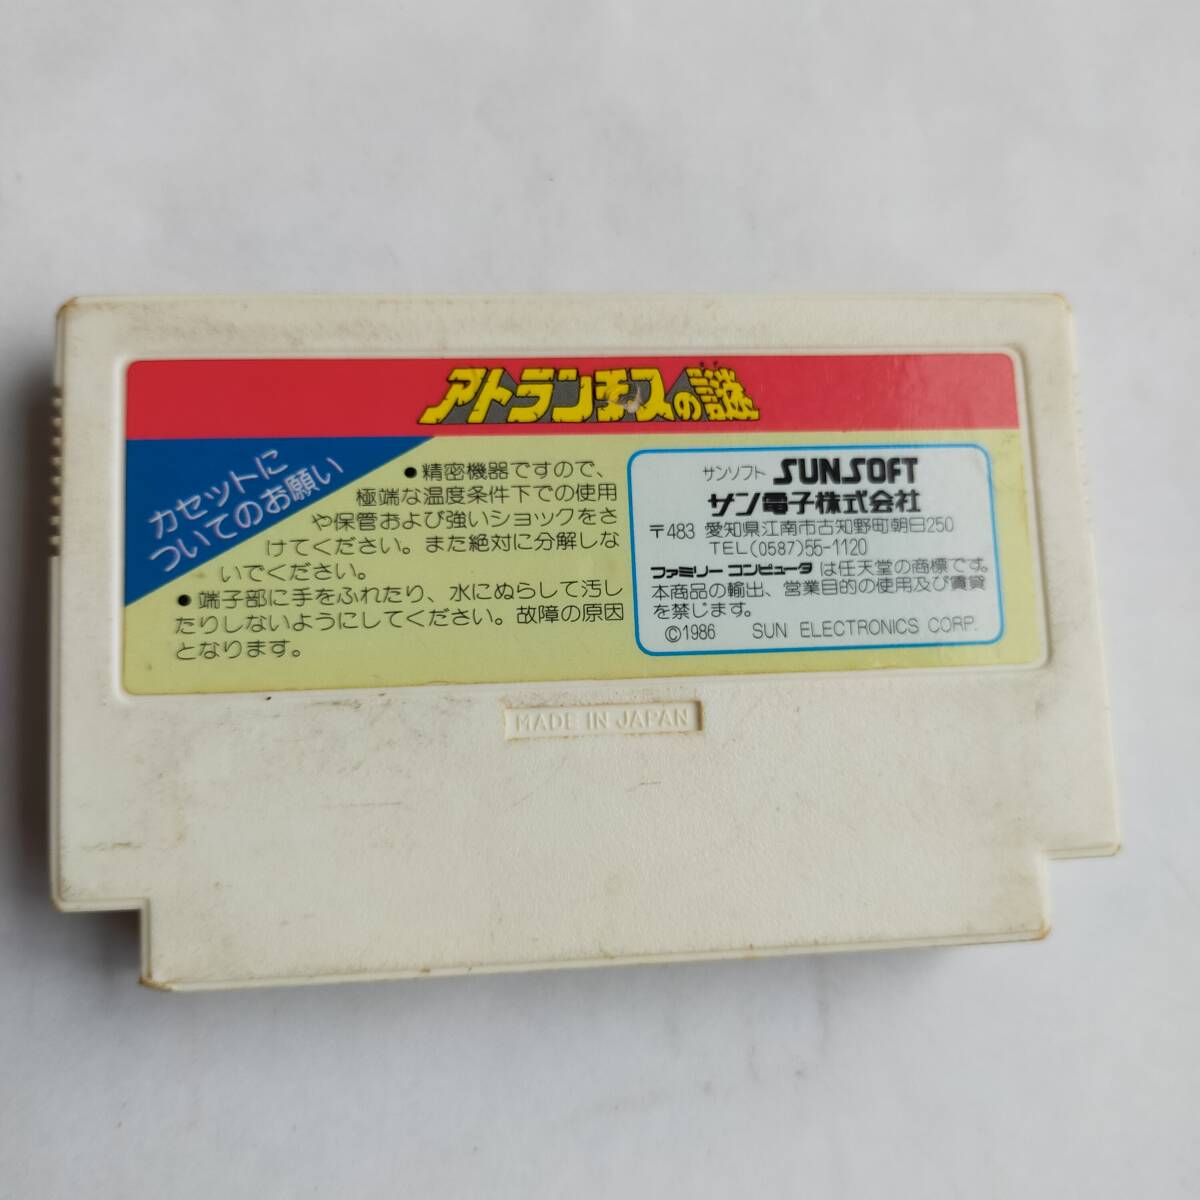 アトランチスの謎
カセットに
ついてのお願い
●精密機器ですので、
極端な温度条件下での使用
や保管および強いショックをさ
けてください。また絶対に分解しな
いでください。
●端子部に手をふれたり、水にぬらして汚し
たりしないようにしてください。故障の原因
となります。
サンソフト SUNSOFT
サン電子株式会社
〒483 愛知県江南市古知野町朝日250
TEL(0587)55-1120
ファミリーコンピュータは任天堂の商標です。
本商品の輸出、営業目的の使用及び賃貸
を禁じます。
©1986 SUN ELECTRONICS CORP.
MADE IN JAPAN